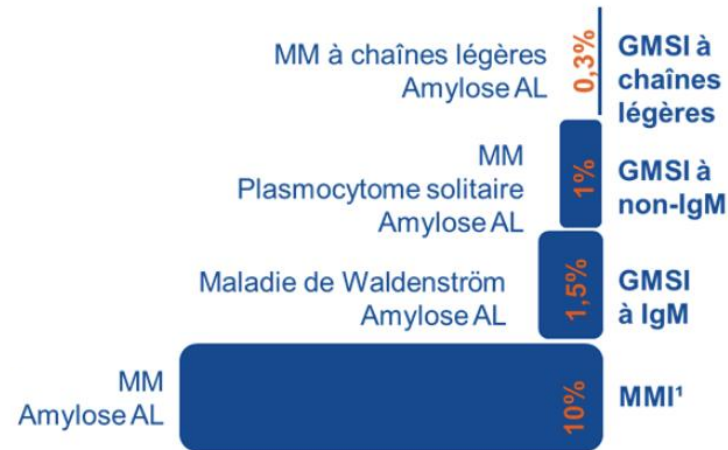 MM à chaînes légères
Amylose AL
0,3%
GMSI à
chaînes
légères
MM
Plasmocytome solitaire
Amylose AL
1%
GMSI à
non-IgM
Maladie de Waldenström
Amylose AL
1,5%
GMSI
à IgM
MM
Amylose AL
10%
MMI¹